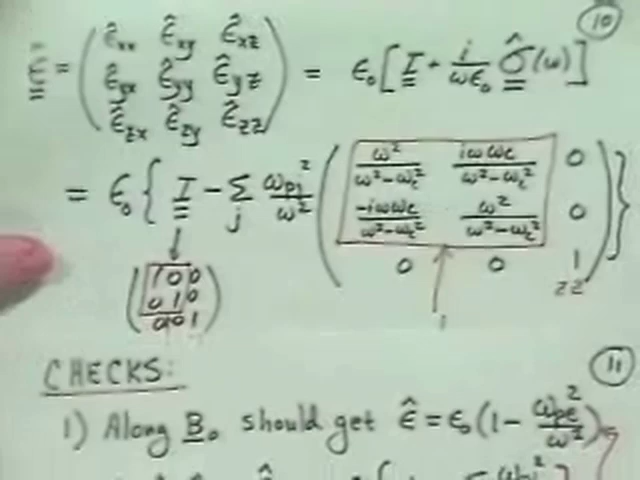 10
ε̂ = ( ε̂xx ε̂xy ε̂xz ; ε̂yx ε̂yy ε̂yz ; ε̂zx ε̂zy ε̂zz ) = ε₀ [ I + i/ωε₀ σ̂(ω) ]
= ε₀ { I - Σj ωpj²/ω² ( ω²/ω²-ωc² iωωc/ω²-ωc² 0 ; -iωωc/ω²-ωc² ω²/ω²-ωc² 0 ; 0 0 1 ) }
zz
( 1 0 0 ; 0 1 0 ; 0 0 1 )
11
CHECKS:
1) Along B₀ should get ε̂ = ε₀(1 - ωpe²/ω²)